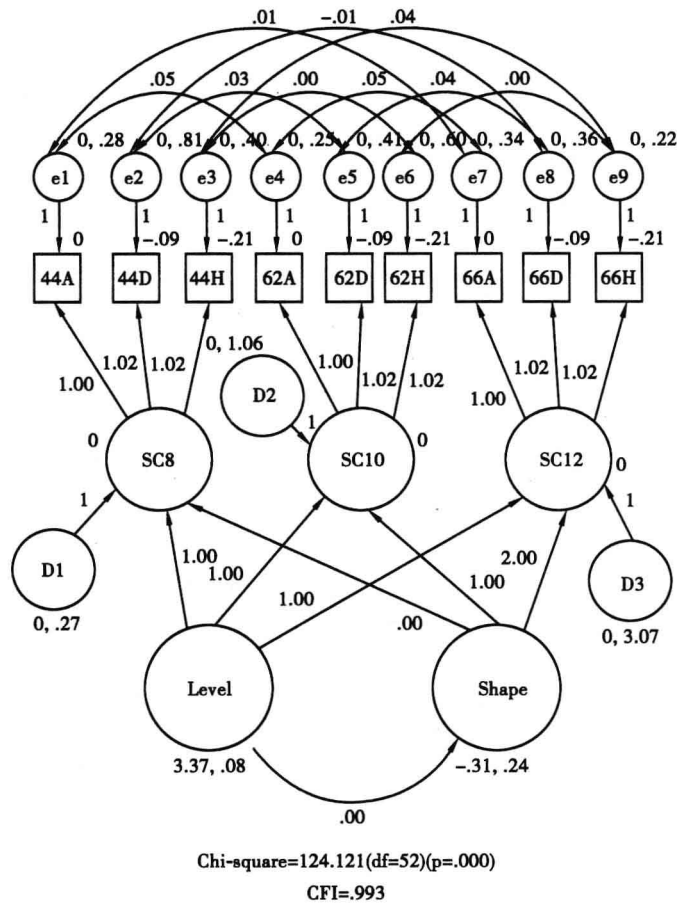 .01 -.01 .04
.05 .03 .00 .05 .04 .00
0, .28 0, .81 0, .40 0, .25 0, .41 0, .60 0, .34 0, .36 0, .22
e1 e2 e3 e4 e5 e6 e7 e8 e9
1 1 1 1 1 1 1 1 1
0 -.09 -.21 0 -.09 -.21 0 -.09 -.21
44A 44D 44H 62A 62D 62H 66A 66D 66H
0, 1.06
1.00 1.02 1.02 1.00 1.02 1.02 1.00 1.02 1.02
D2
1
0 SC8 SC10 0 SC12 0
1 1
D1 1.00 1.00 1.00 1.00 2.00 D3
0, .27 .00 0, 3.07
Level Shape
3.37, .08 -.31, .24
.00
Chi-square=124.121(df=52)(p=.000)
CFI=.993